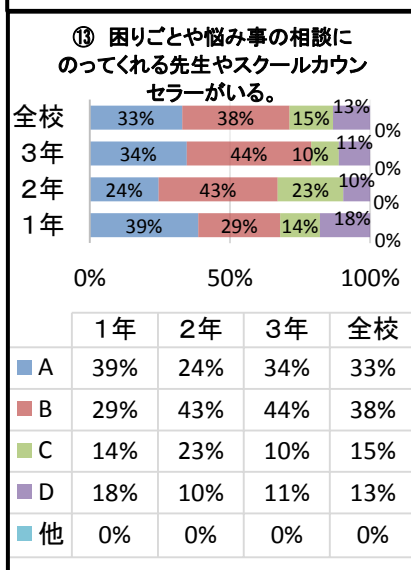 ⑬ 困りごとや悩み事の相談に
のってくれる先生やスクールカウン
セラーがいる。
全校 33% 38% 15% 13% 0%
3年 34% 44% 10% 11% 0%
2年 24% 43% 23% 10% 0%
1年 39% 29% 14% 18% 0%
0% 50% 100%
1年 2年 3年 全校
A 39% 24% 34% 33%
B 29% 43% 44% 38%
C 14% 23% 10% 15%
D 18% 10% 11% 13%
他 0% 0% 0% 0%